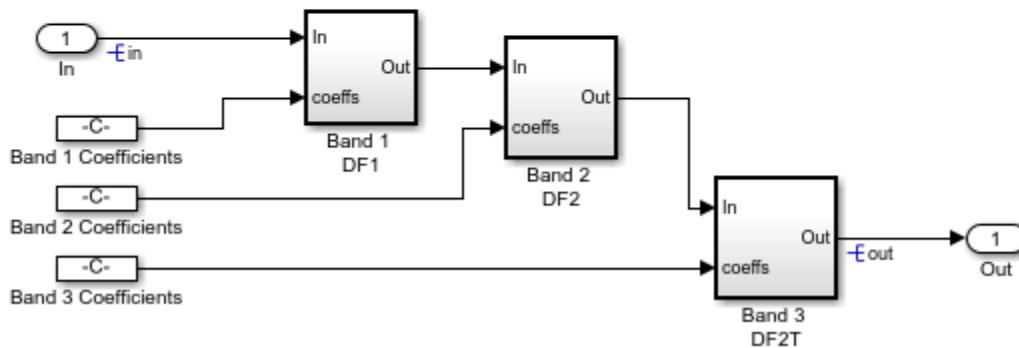 1
In
in
-C-
Band 1 Coefficients
-C-
Band 2 Coefficients
-C-
Band 3 Coefficients
In
Out
coeffs
Band 1
DF1
In
Out
coeffs
Band 2
DF2
In
Out
coeffs
Band 3
DF2T
out
1
Out